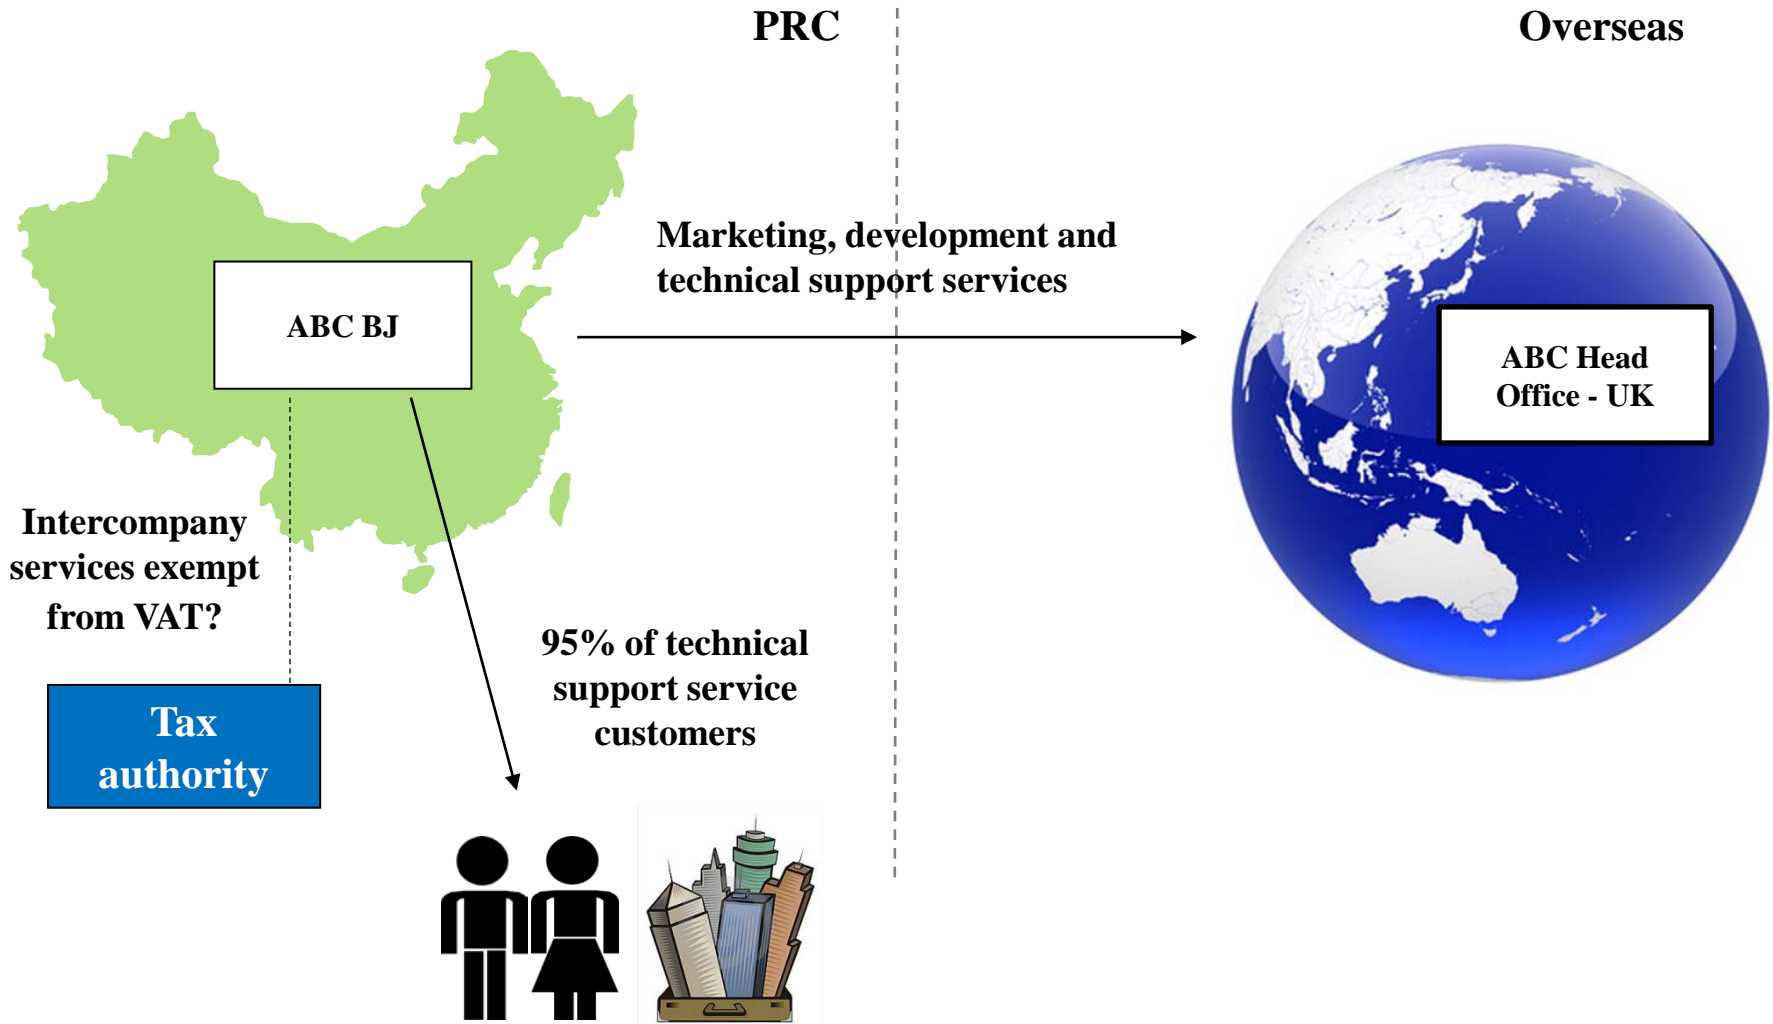 PRC
Overseas
Marketing, development and
technical support services
ABC BJ
ABC Head
Office - UK
Intercompany
services exempt
from VAT?
95% of technical
support service
customers
Tax
authority